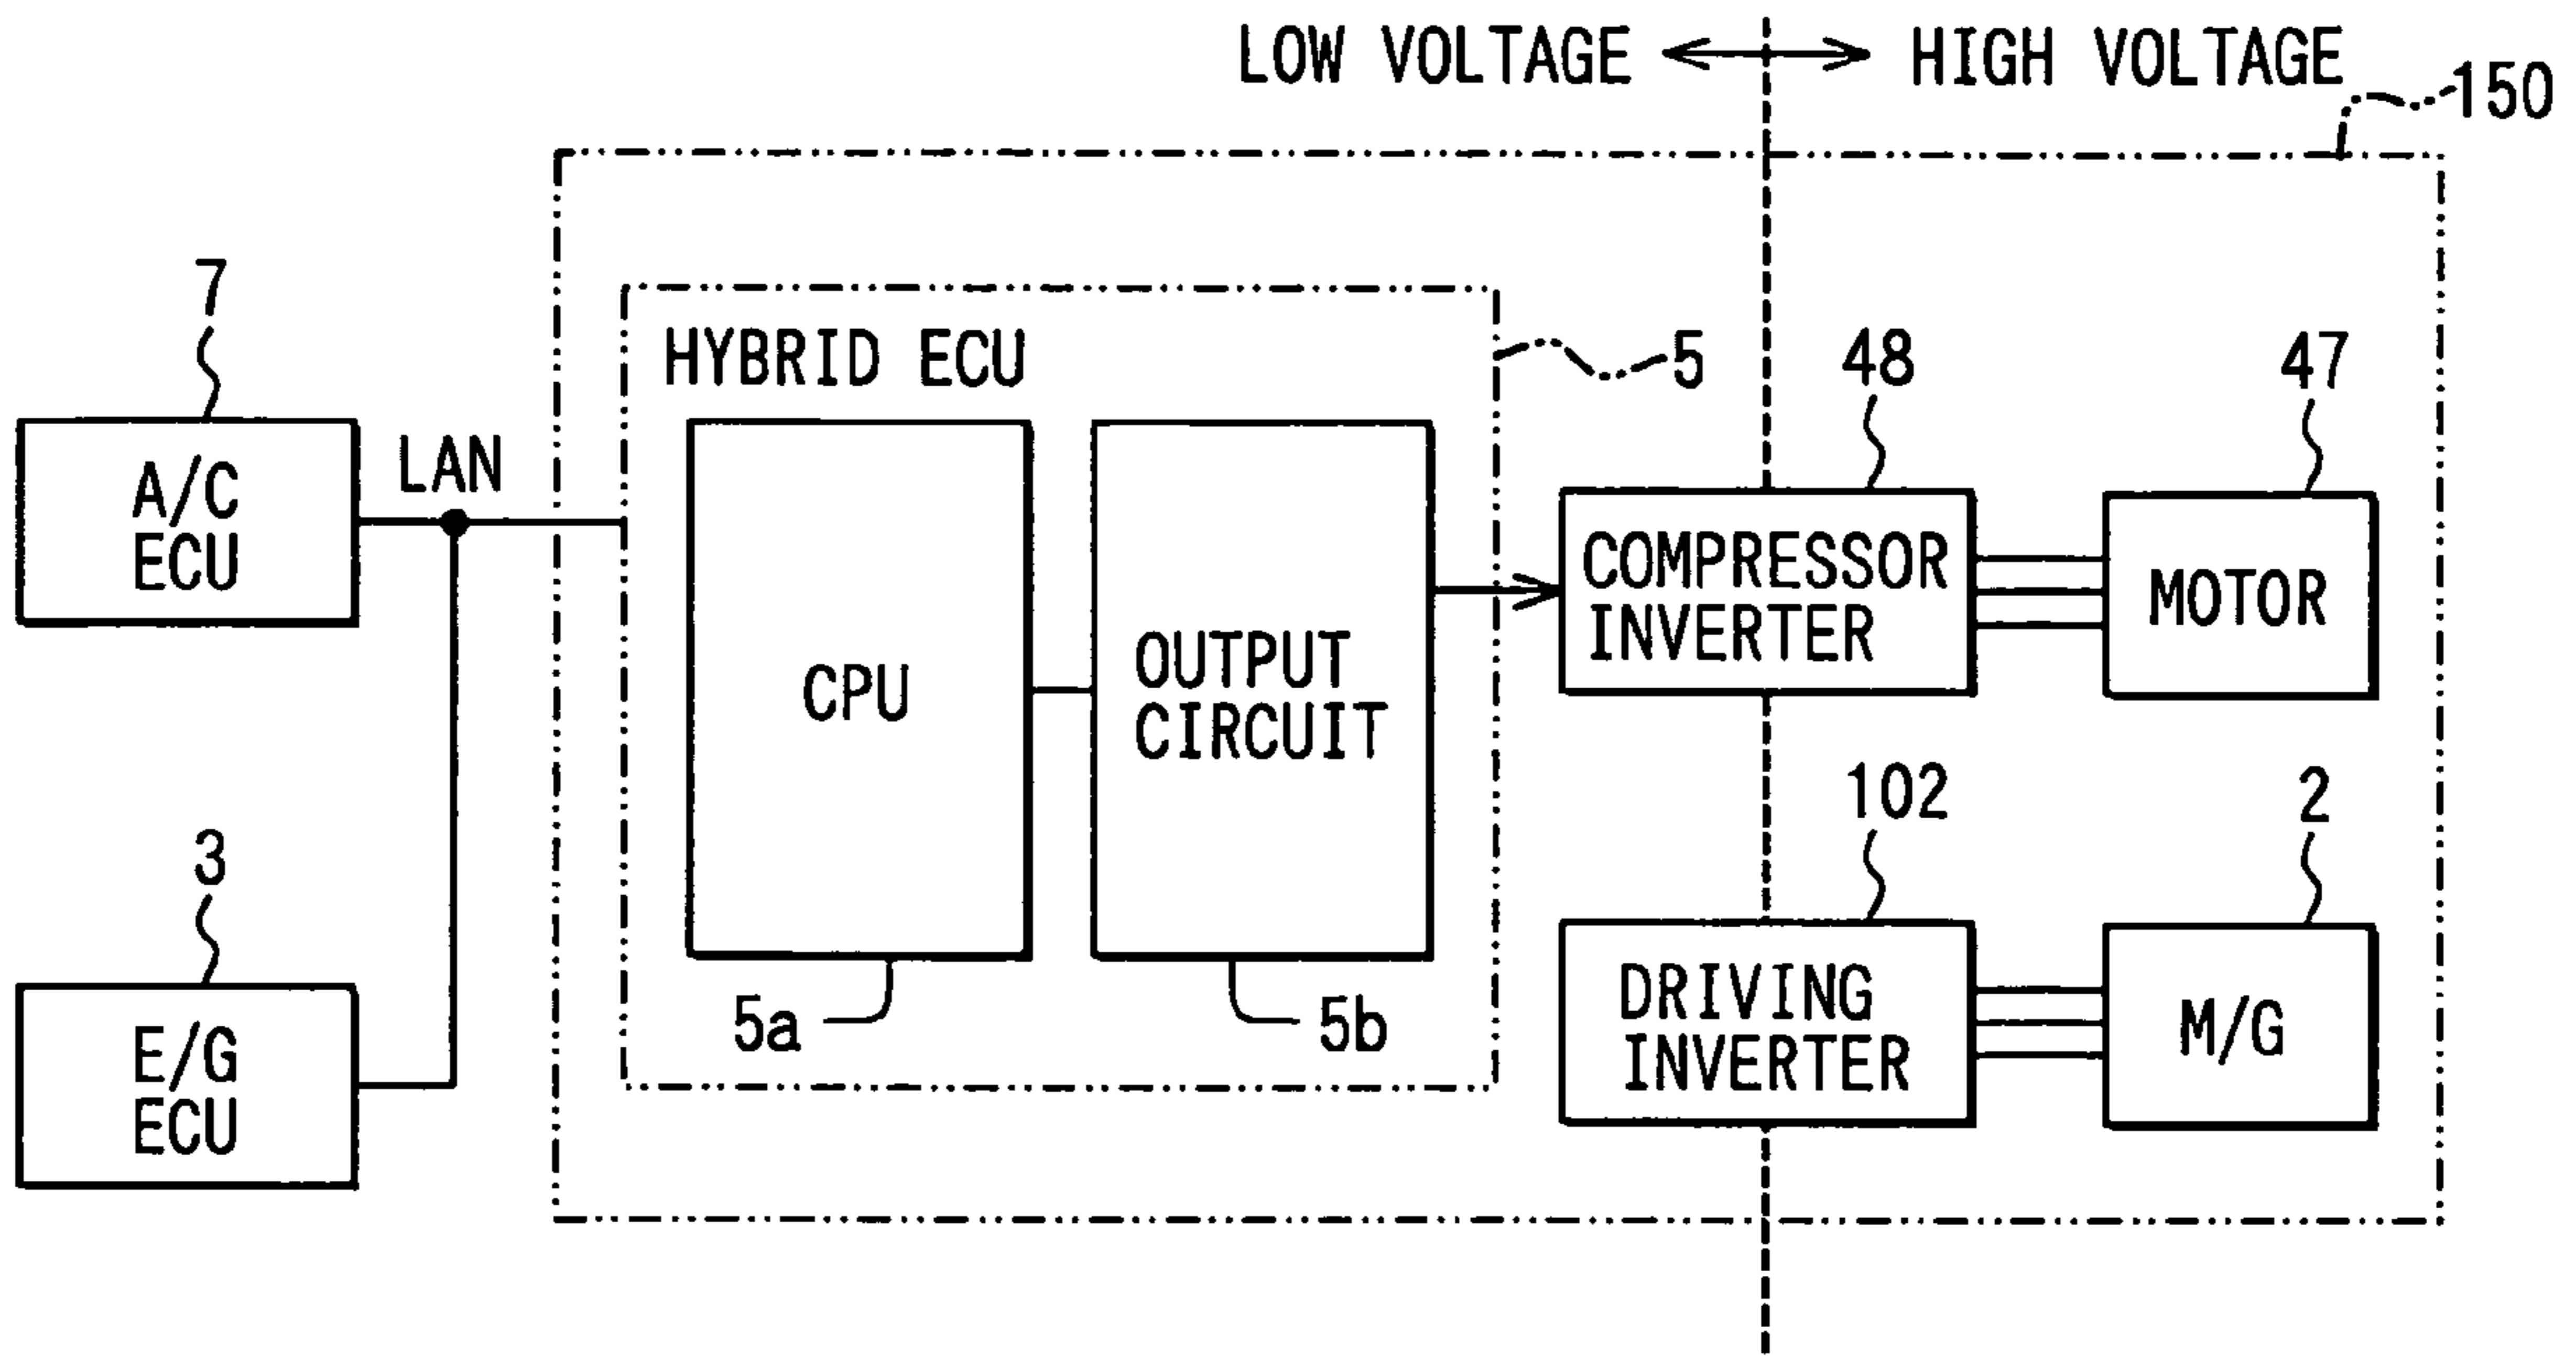 LOW VOLTAGE
HIGH VOLTAGE
150
7
HYBRID ECU
5
48
47
A/C
ECU
LAN
COMPRESSOR
INVERTER
MOTOR
CPU
OUTPUT
CIRCUIT
102
2
3
5a
5b
DRIVING
INVERTER
M/G
E/G
ECU